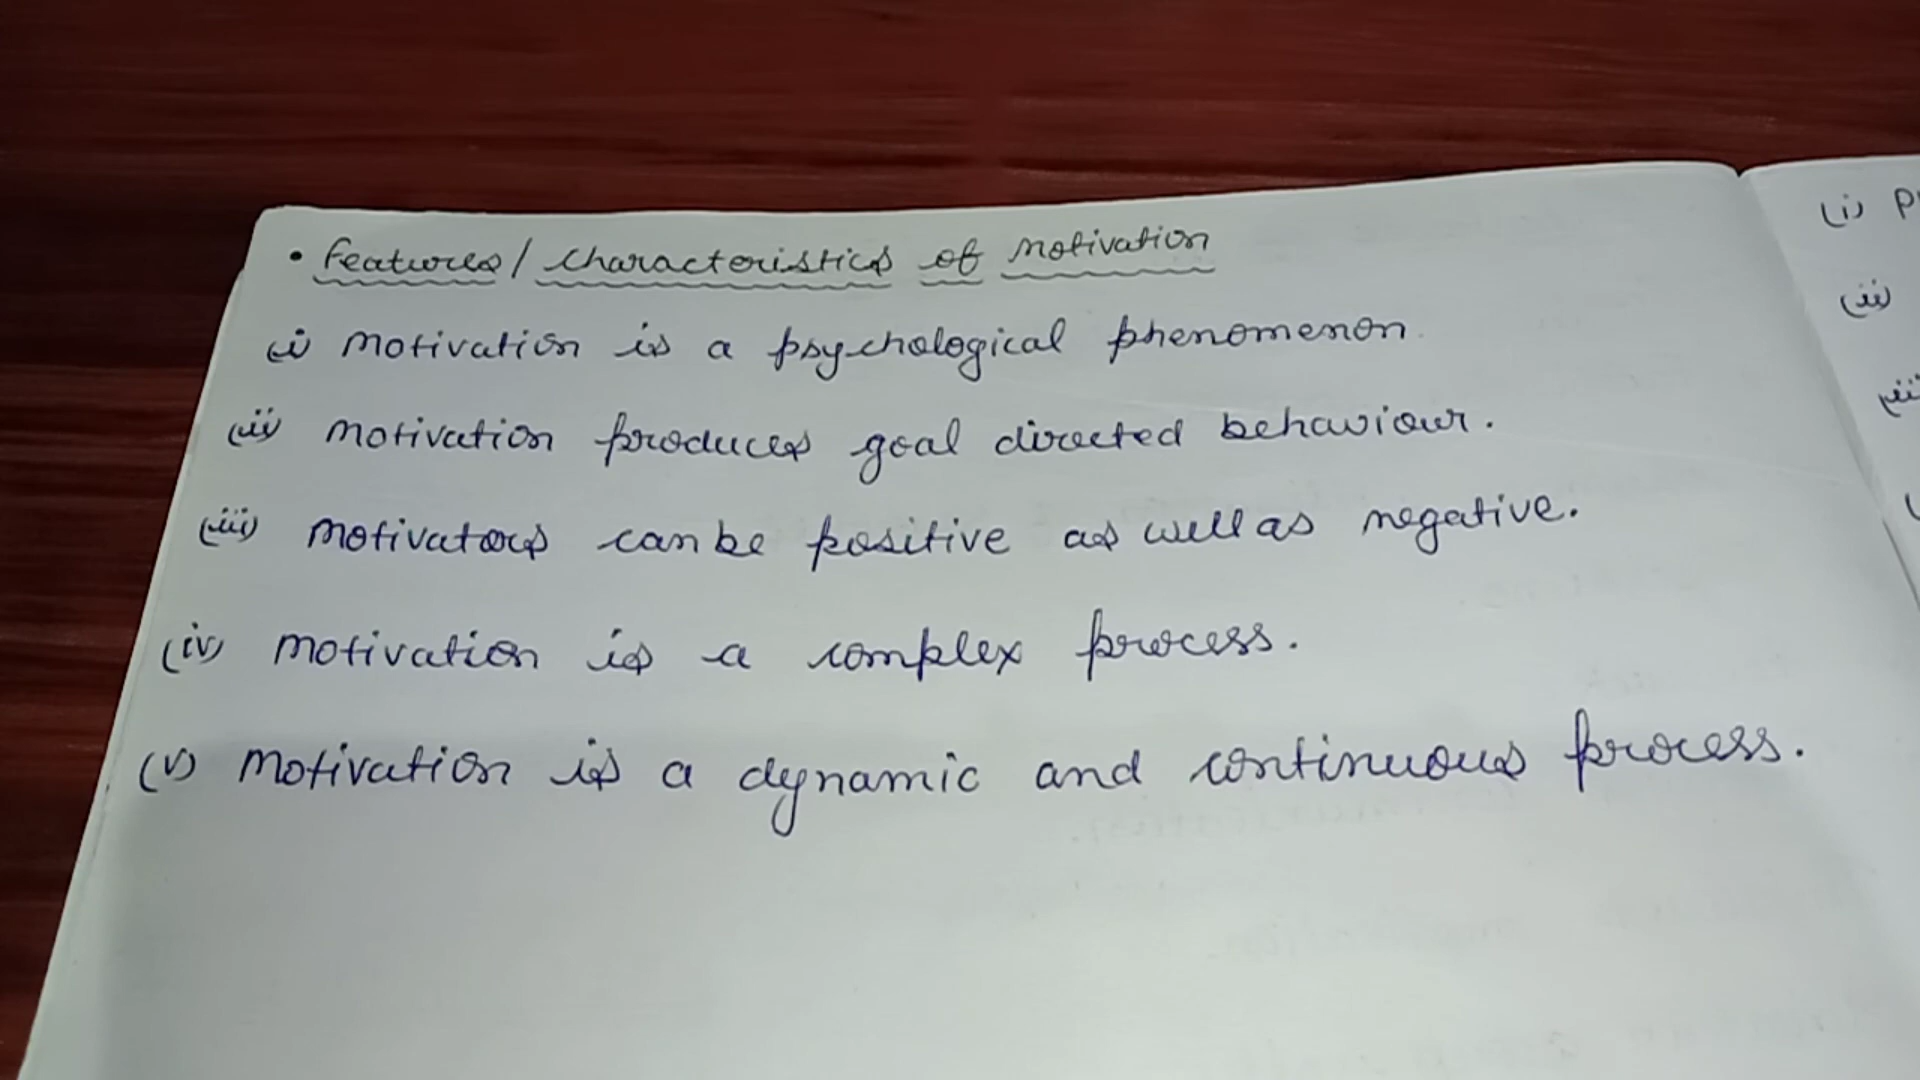 • Features/ characteristics of Motivation
(i) Motivation is a psychological phenomenon.
(ii) Motivation produces goal directed behaviour.
(iii) Motivators can be positive as well as negative.
(iv) Motivation is a complex process.
(v) Motivation is a dynamic and continuous process.
(i)
(ii)